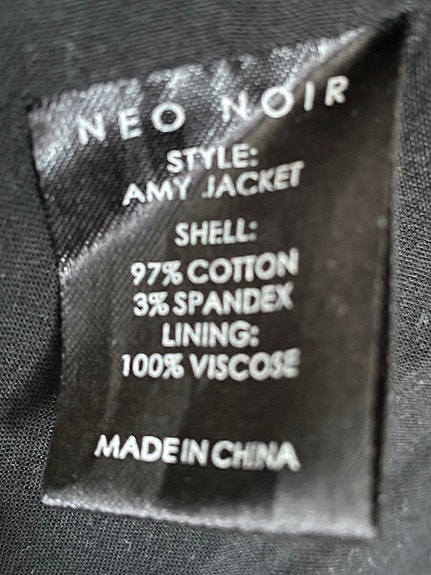 NEO NOIR
STYLE:
AMY JACKET
SHELL:
97% COTTON
3% SPANDEX
LINING:
100% VISCOSE
MADE IN CHINA